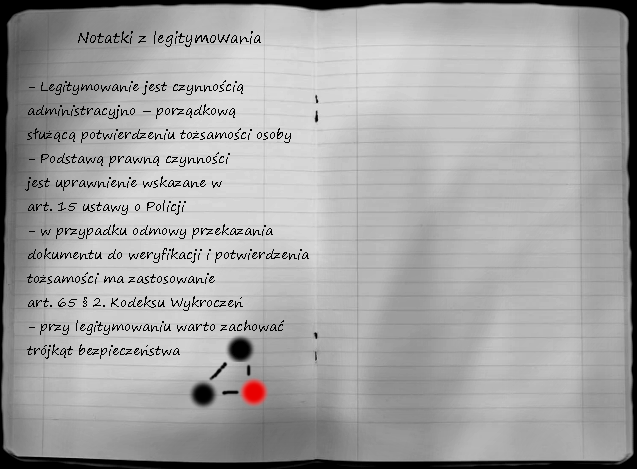 Notatki z legitymowania
- Legitymowanie jest czynnością
administracyjno – porządkową
służącą potwierdzeniu tożsamości osoby
- Podstawą prawną czynności
jest uprawnienie wskazane w
art. 15 ustawy o Policji
- w przypadku odmowy przekazania
dokumentu do weryfikacji i potwierdzenia
tożsamości ma zastosowanie
art. 65 § 2. Kodeksu Wykroczeń
- przy legitymowaniu warto zachować
trójkąt bezpieczeństwa